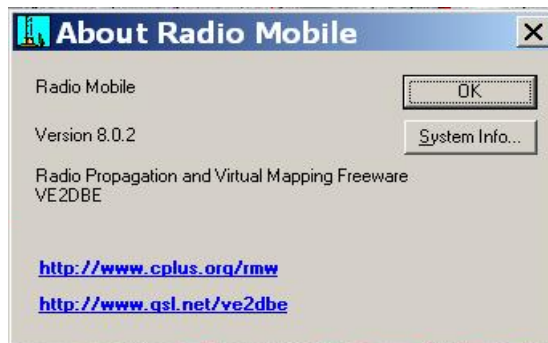 About Radio Mobile
Radio Mobile
OK
Version 8.0.2
System Info...
Radio Propagation and Virtual Mapping Freeware
VE2DBE
http://www.cplus.org/rmw
http://www.qsl.net/ve2dbe